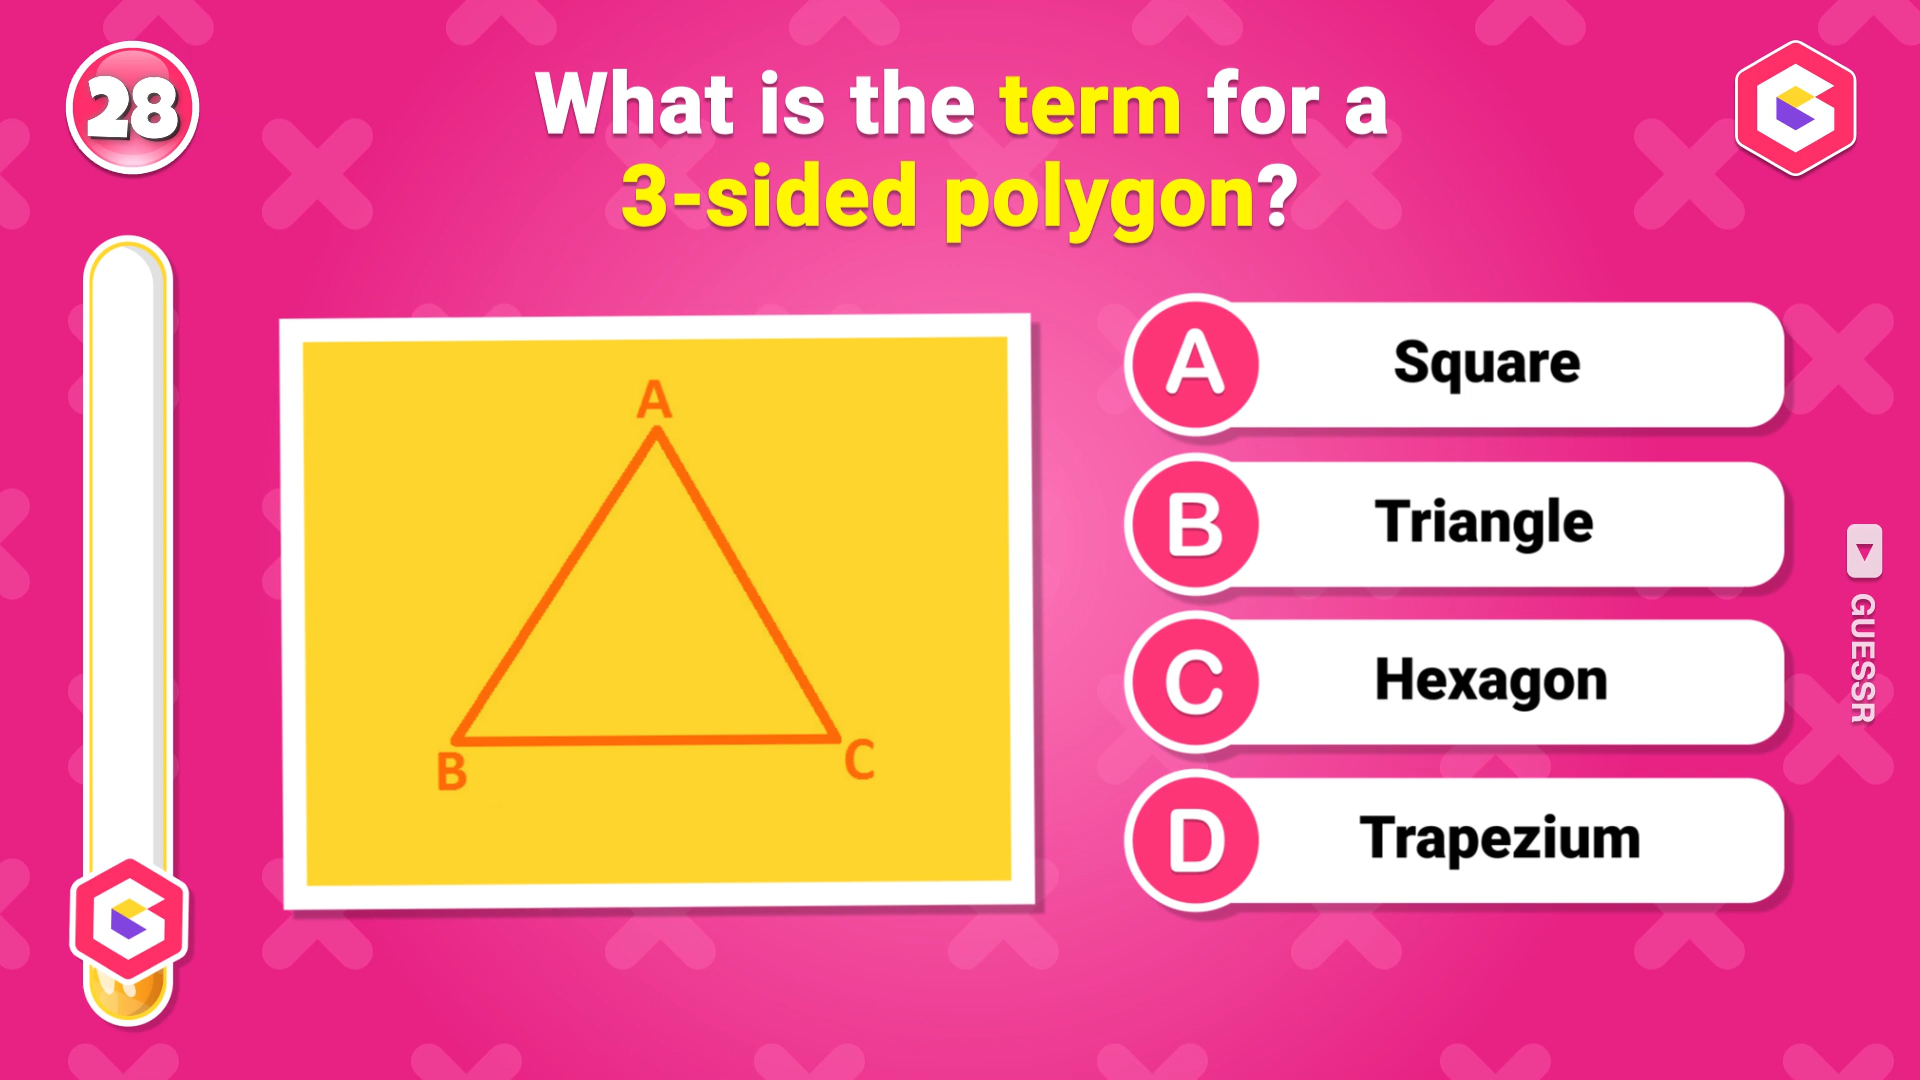 28
What is the term for a
3-sided polygon?
A
B
C
A Square
B Triangle
C Hexagon
D Trapezium
GUESSR